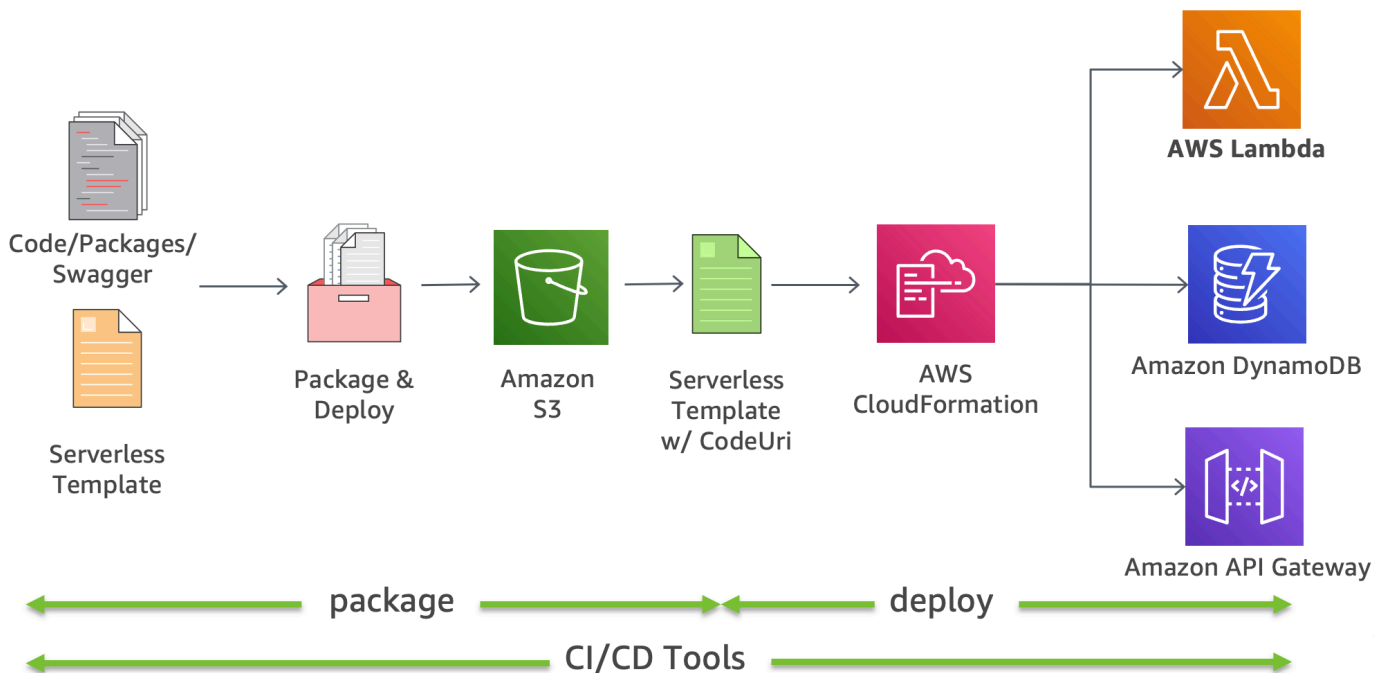 Code/Packages/
Swagger
Serverless
Template
Package &
Deploy
Amazon
S3
Serverless
Template
w/ CodeUri
AWS
CloudFormation
AWS Lambda
Amazon DynamoDB
</>
Amazon API Gateway
package
deploy
CI/CD Tools